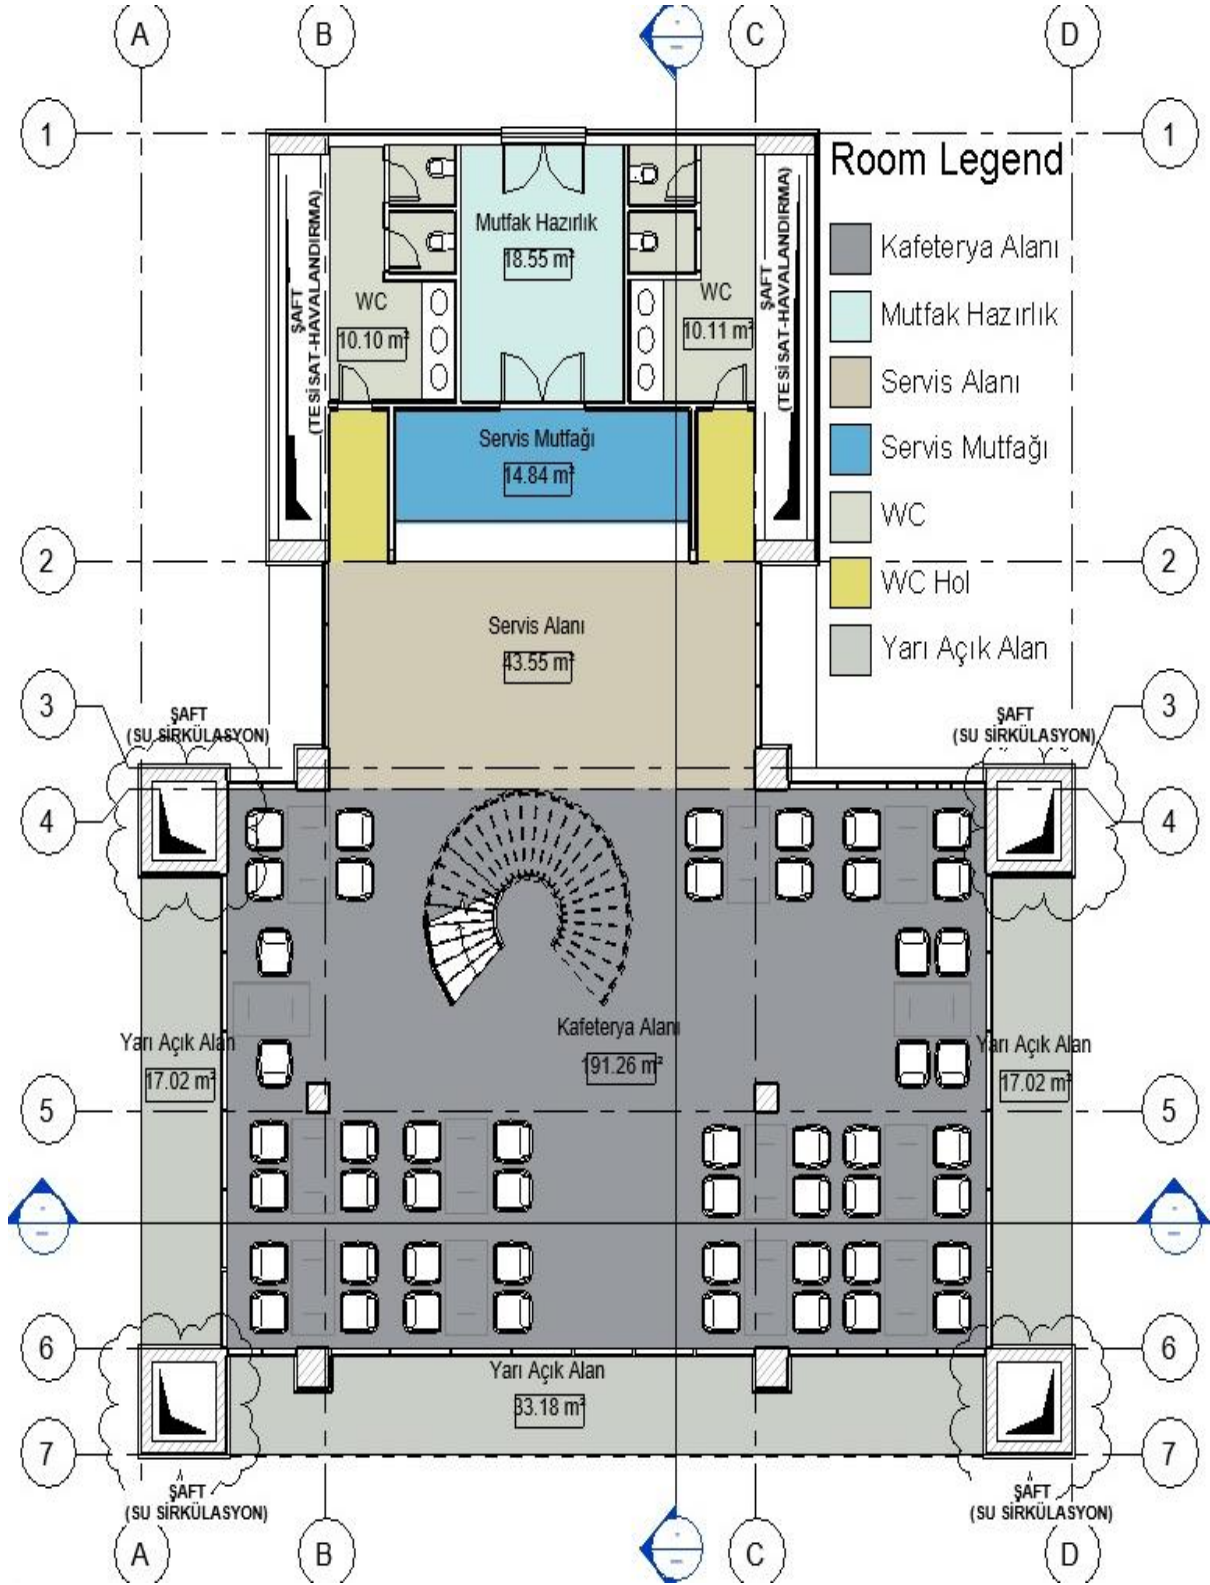 A
B
C
D
1
1
Room Legend
Kafeterya Alanı
Mutfak Hazırlık
Servis Alanı
Servis Mutfağı
WC
WC Hol
Yarı Açık Alan
ŞAFT
(TESİSAT-HAVALANDIRMA)
Mutfak Hazırlık
18.55 m²
ŞAFT
(TESİSAT-HAVALANDIRMA)
WC
10.10 m²
WC
10.11 m²
Servis Mutfağı
14.84 m²
2
2
Servis Alanı
43.55 m²
3
3
ŞAFT
(SU SİRKÜLASYON)
ŞAFT
(SU SİRKÜLASYON)
4
4
Kafeterya Alanı
191.26 m²
Yarı Açık Alan
17.02 m²
Yarı Açık Alan
17.02 m²
5
5
6
6
Yarı Açık Alan
33.18 m²
7
7
ŞAFT
(SU SİRKÜLASYON)
ŞAFT
(SU SİRKÜLASYON)
A
B
C
D